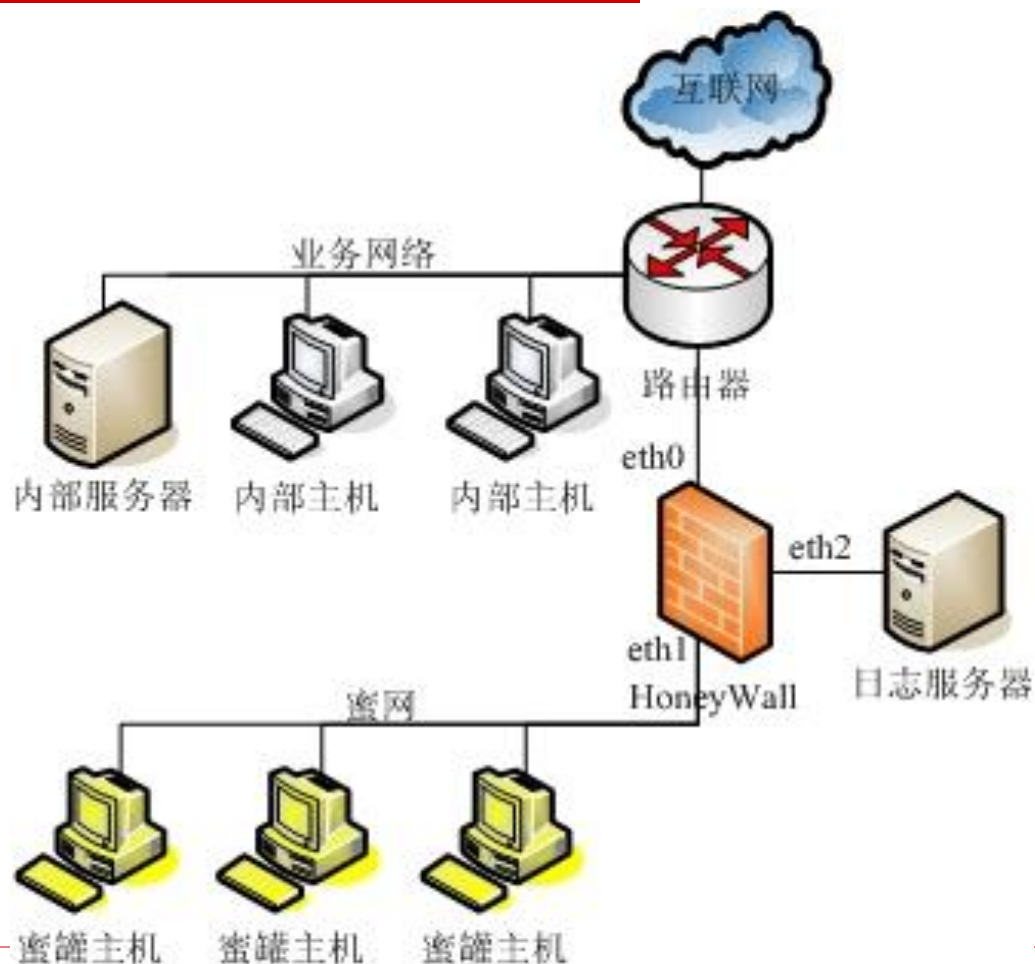 互联网
业务网络
路由器
内部服务器
内部主机
内部主机
eth0
eth2
eth1
HoneyWall
日志服务器
蜜网
蜜罐主机
蜜罐主机
蜜罐主机